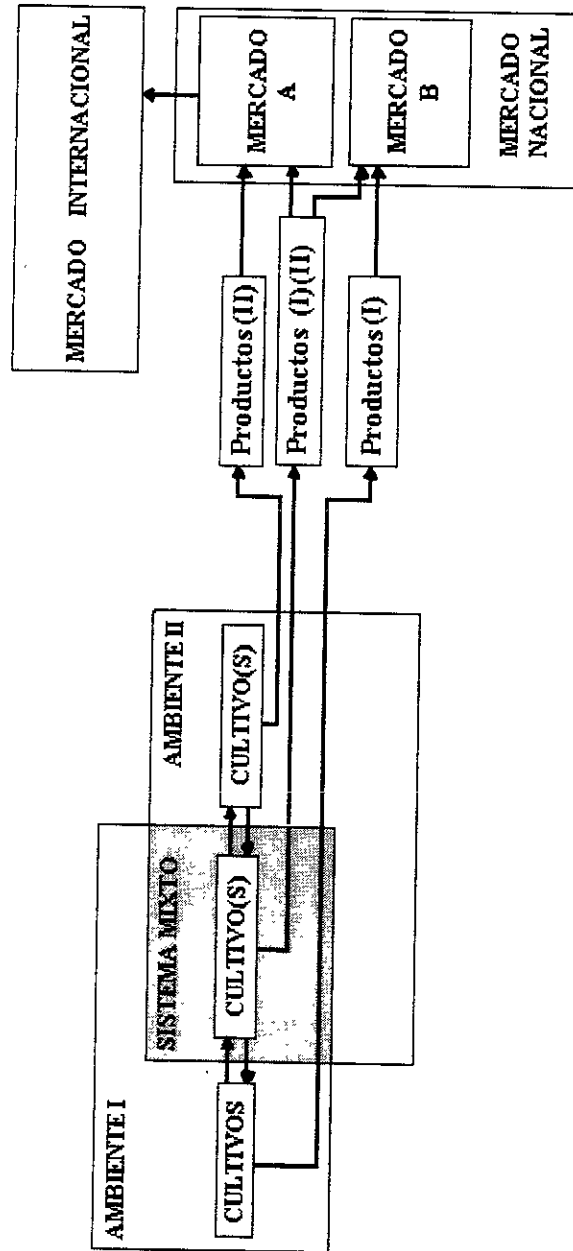 AMBIENTE I
SISTEMA MIXTO
AMBIENTE II
CULTIVOS
CULTIVO(S)
CULTIVO(S)
Productos (II)
Productos (I)(II)
Productos (I)
MERCADO INTERNACIONAL
MERCADO
A
MERCADO
B
MERCADO
NACIONAL